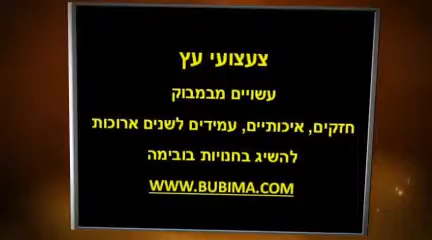 צעצועי עץ
עשויים מבמבוק
חזקים, איכותיים, עמידים לשנים ארוכות
להשיג בחנויות בובימה
WWW.BUBIMA.COM